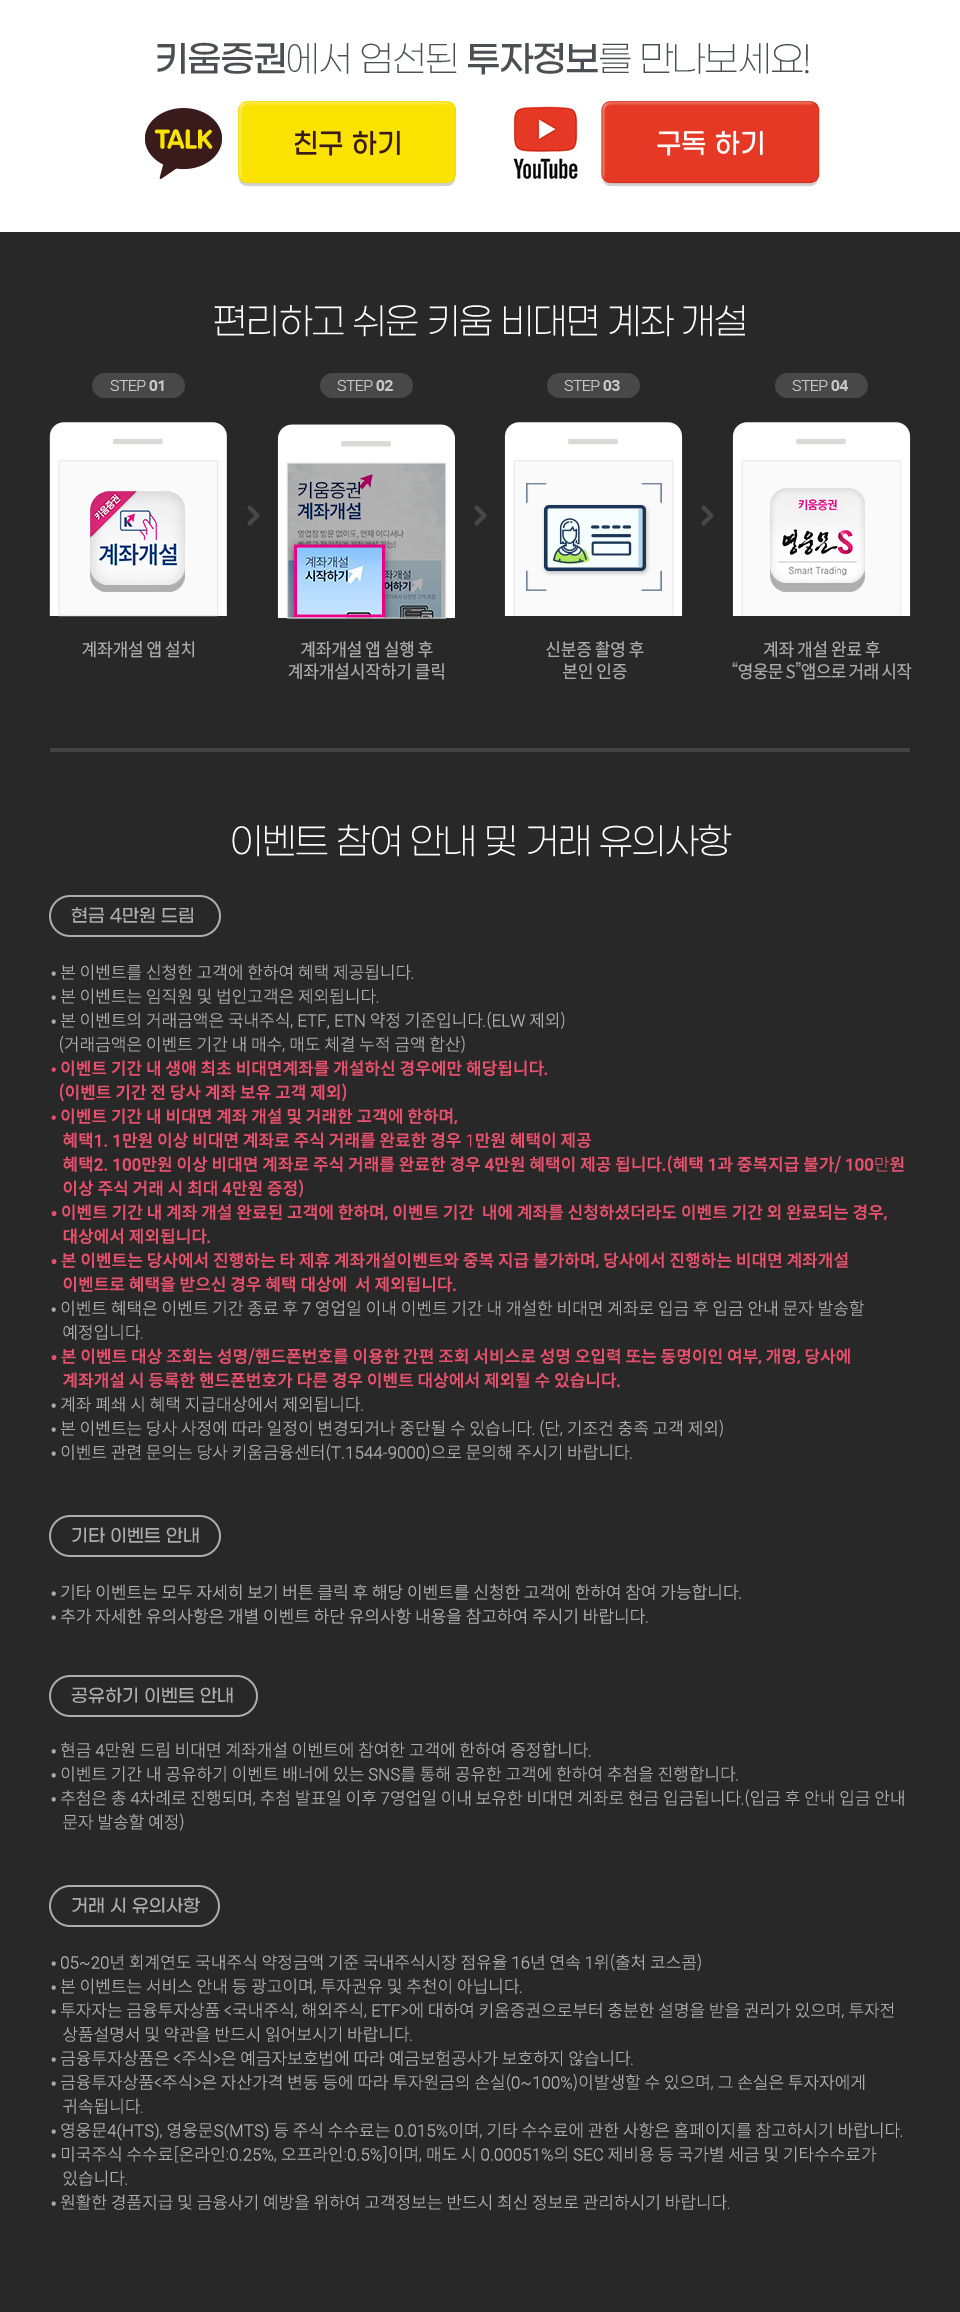 키움증권에서 엄선된 투자정보를 만나보세요!
TALK
친구 하기
YouTube
구독 하기
편리하고 쉬운 키움 비대면 계좌 개설
STEP 01
STEP 02
STEP 03
STEP 04
키움증권
계좌개설
키움증권
계좌개설
영업점 방문 없이도, 언제 어디서나
계좌개설
시작하기
키움증권
영웅문S
Smart Trading
계좌개설 앱 설치
계좌개설 앱 실행 후
계좌개설시작하기 클릭
신분증 촬영 후
본인 인증
계좌 개설 완료 후
“영웅문 S”앱으로 거래 시작
이벤트 참여 안내 및 거래 유의사항
현금 4만원 드림
• 본 이벤트를 신청한 고객에 한하여 혜택 제공됩니다.
• 본 이벤트는 임직원 및 법인고객은 제외됩니다.
• 본 이벤트의 거래금액은 국내주식, ETF, ETN 약정 기준입니다.(ELW 제외)
(거래금액은 이벤트 기간 내 매수, 매도 체결 누적 금액 합산)
• 이벤트 기간 내 생애 최초 비대면계좌를 개설하신 경우에만 해당됩니다.
(이벤트 기간 전 당사 계좌 보유 고객 제외)
• 이벤트 기간 내 비대면 계좌 개설 및 거래한 고객에 한하며,
혜택1. 1만원 이상 비대면 계좌로 주식 거래를 완료한 경우 1만원 혜택이 제공
혜택2. 100만원 이상 비대면 계좌로 주식 거래를 완료한 경우 4만원 혜택이 제공 됩니다.(혜택 1과 중복지급 불가/ 100만원
이상 주식 거래 시 최대 4만원 증정)
• 이벤트 기간 내 계좌 개설 완료된 고객에 한하며, 이벤트 기간 내에 계좌를 신청하셨더라도 이벤트 기간 외 완료되는 경우,
대상에서 제외됩니다.
• 본 이벤트는 당사에서 진행하는 타 제휴 계좌개설이벤트와 중복 지급 불가하며, 당사에서 진행하는 비대면 계좌개설
이벤트로 혜택을 받으신 경우 혜택 대상에 서 제외됩니다.
• 이벤트 혜택은 이벤트 기간 종료 후 7 영업일 이내 이벤트 기간 내 개설한 비대면 계좌로 입금 후 입금 안내 문자 발송할
예정입니다.
• 본 이벤트 대상 조회는 성명/핸드폰번호를 이용한 간편 조회 서비스로 성명 오입력 또는 동명이인 여부, 개명, 당사에
계좌개설 시 등록한 핸드폰번호가 다른 경우 이벤트 대상에서 제외될 수 있습니다.
• 계좌 폐쇄 시 혜택 지급대상에서 제외됩니다.
• 본 이벤트는 당사 사정에 따라 일정이 변경되거나 중단될 수 있습니다. (단, 기조건 충족 고객 제외)
• 이벤트 관련 문의는 당사 키움금융센터(T.1544-9000)으로 문의해 주시기 바랍니다.
기타 이벤트 안내
• 기타 이벤트는 모두 자세히 보기 버튼 클릭 후 해당 이벤트를 신청한 고객에 한하여 참여 가능합니다.
• 추가 자세한 유의사항은 개별 이벤트 하단 유의사항 내용을 참고하여 주시기 바랍니다.
공유하기 이벤트 안내
• 현금 4만원 드림 비대면 계좌개설 이벤트에 참여한 고객에 한하여 증정합니다.
• 이벤트 기간 내 공유하기 이벤트 배너에 있는 SNS를 통해 공유한 고객에 한하여 추첨을 진행합니다.
• 추첨은 총 4차례로 진행되며, 추첨 발표일 이후 7영업일 이내 보유한 비대면 계좌로 현금 입금됩니다.(입금 후 안내 입금 안내
문자 발송할 예정)
거래 시 유의사항
• 05~20년 회계연도 국내주식 약정금액 기준 국내주식시장 점유율 16년 연속 1위(출처 코스콤)
• 본 이벤트는 서비스 안내 등 광고이며, 투자권유 및 추천이 아닙니다.
• 투자자는 금융투자상품 <국내주식, 해외주식, ETF>에 대하여 키움증권으로부터 충분한 설명을 받을 권리가 있으며, 투자전
상품설명서 및 약관을 반드시 읽어보시기 바랍니다.
• 금융투자상품은 <주식>은 예금자보호법에 따라 예금보험공사가 보호하지 않습니다.
• 금융투자상품<주식>은 자산가격 변동 등에 따라 투자원금의 손실(0~100%)이발생할 수 있으며, 그 손실은 투자자에게
귀속됩니다.
• 영웅문4(HTS), 영웅문S(MTS) 등 주식 수수료는 0.015%이며, 기타 수수료에 관한 사항은 홈페이지를 참고하시기 바랍니다.
• 미국주식 수수료[온라인:0.25%, 오프라인:0.5%]이며, 매도 시 0.00051%의 SEC 제비용 등 국가별 세금 및 기타수수료가
있습니다.
• 원활한 경품지급 및 금융사기 예방을 위하여 고객정보는 반드시 최신 정보로 관리하시기 바랍니다.